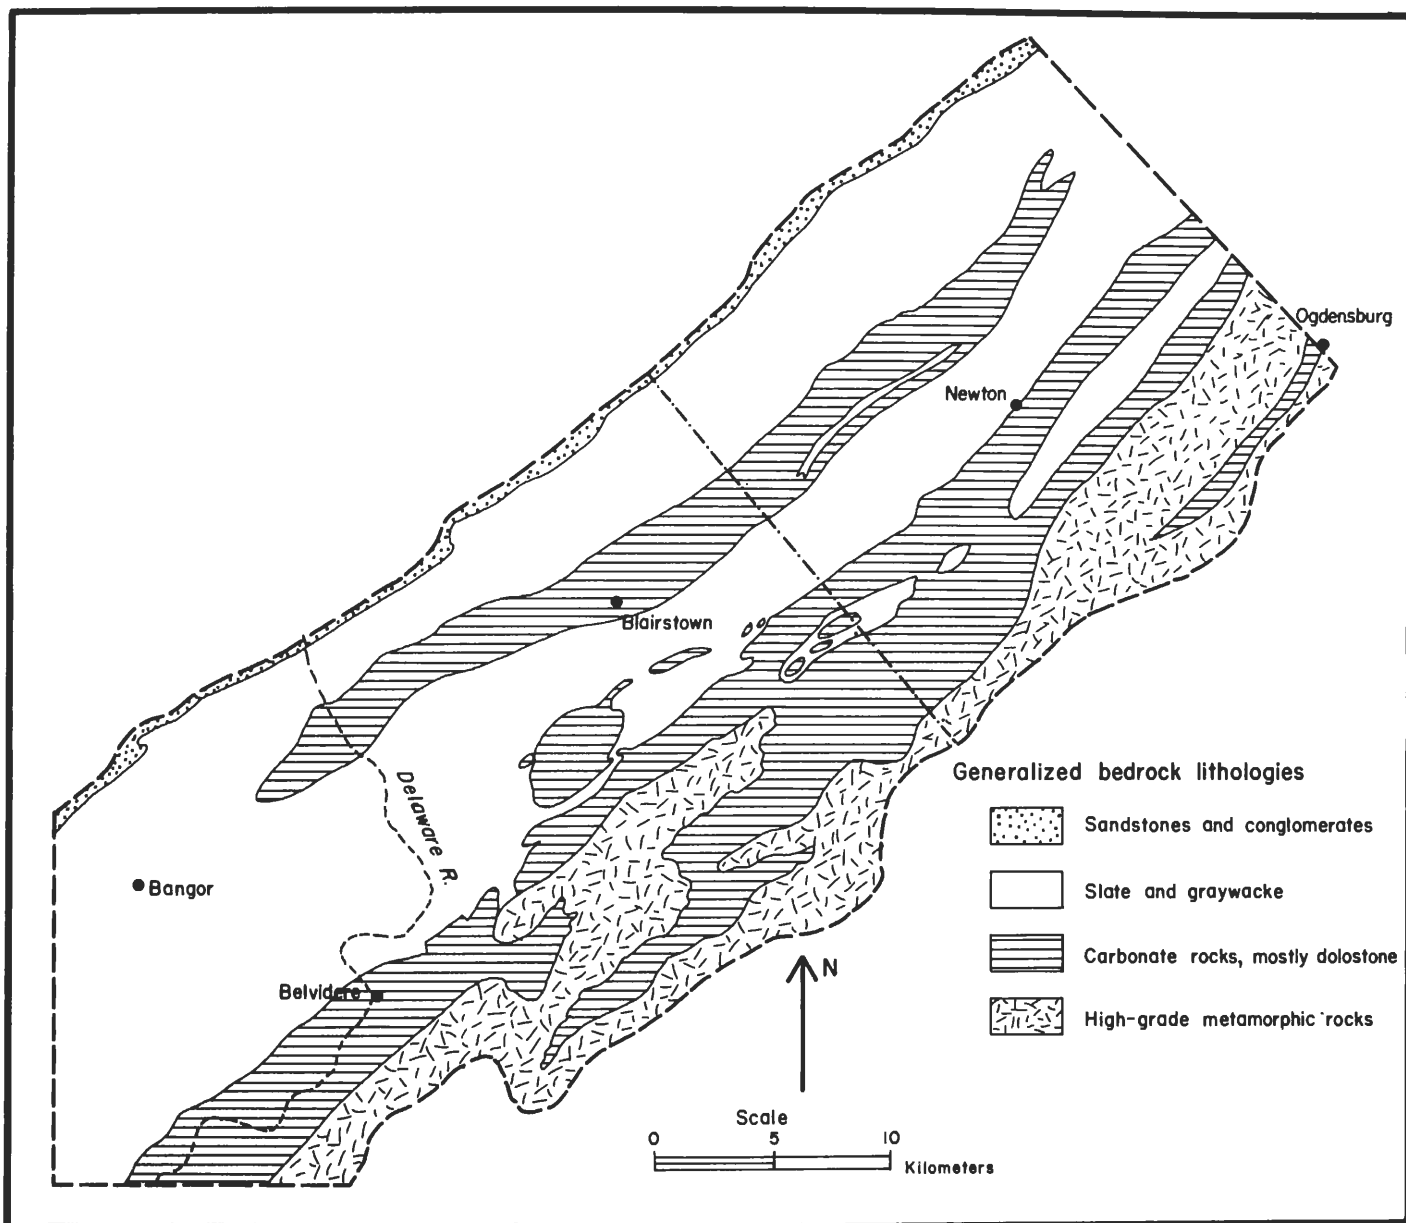 Ogdensburg
Newton
Blairstown
Delaware R.
Generalized bedrock lithologies
Sandstones and conglomerates
Bangor
Slate and graywacke
Carbonate rocks, mostly dolostone
N
Belvidere
High-grade metamorphic rocks
Scale
0 5 10
Kilometers